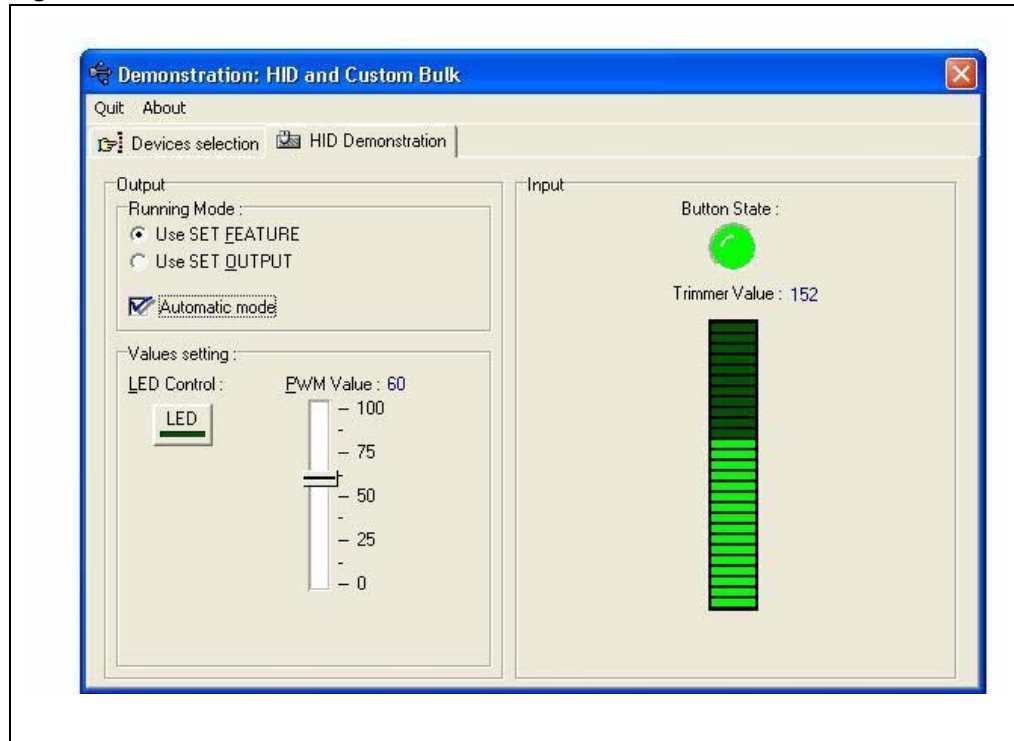 Demonstration: HID and Custom Bulk
Quit About
Devices selection HID Demonstration
Output
Running Mode :
Use SET FEATURE
Use SET OUTPUT
Automatic mode
Values setting :
LED Control :
LED
PWM Value : 60
100
75
50
25
0
Input
Button State :
Trimmer Value : 152